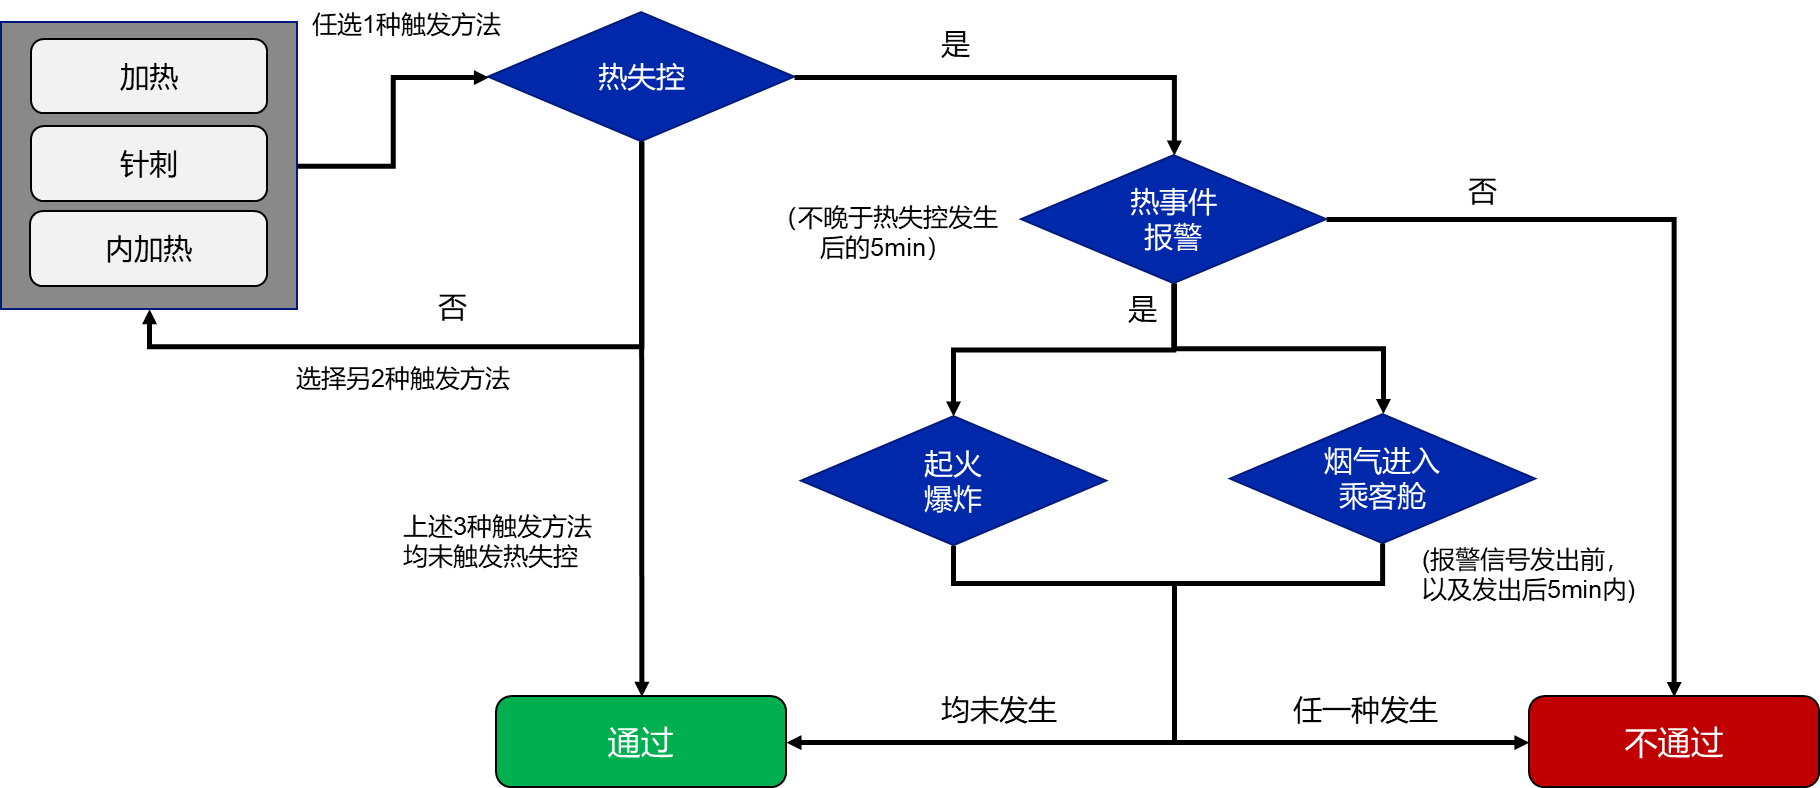 任选1种触发方法
加热
针刺
内加热
热失控
是
热事件
报警
否
(不晚于热失控发生
后的5min)
否
选择另2种触发方法
是
起火
爆炸
烟气进入
乘客舱
上述3种触发方法
均未触发热失控
(报警信号发出前，
以及发出后5min内)
均未发生
任一种发生
通过
不通过